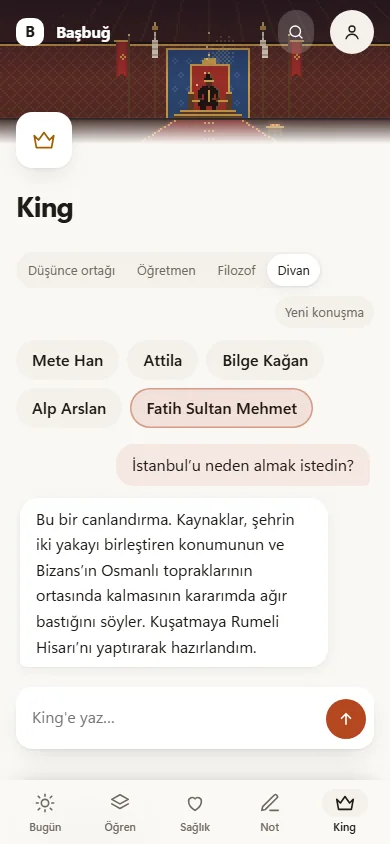 B Başbuğ
King
Düşünce ortağı Öğretmen Filozof Divan
Yeni konuşma
Mete Han Attila Bilge Kağan
Alp Arslan Fatih Sultan Mehmet
İstanbul’u neden almak istedin?
Bu bir canlandırma. Kaynaklar, şehrin
iki yakayı birleştiren konumunun ve
Bizans’ın Osmanlı topraklarının
ortasında kalmasının kararımda ağır
bastığını söyler. Kuşatmaya Rumeli
Hisarı’nı yaptırarak hazırlandım.
King’e yaz...
Bugün Öğren Sağlık Not King